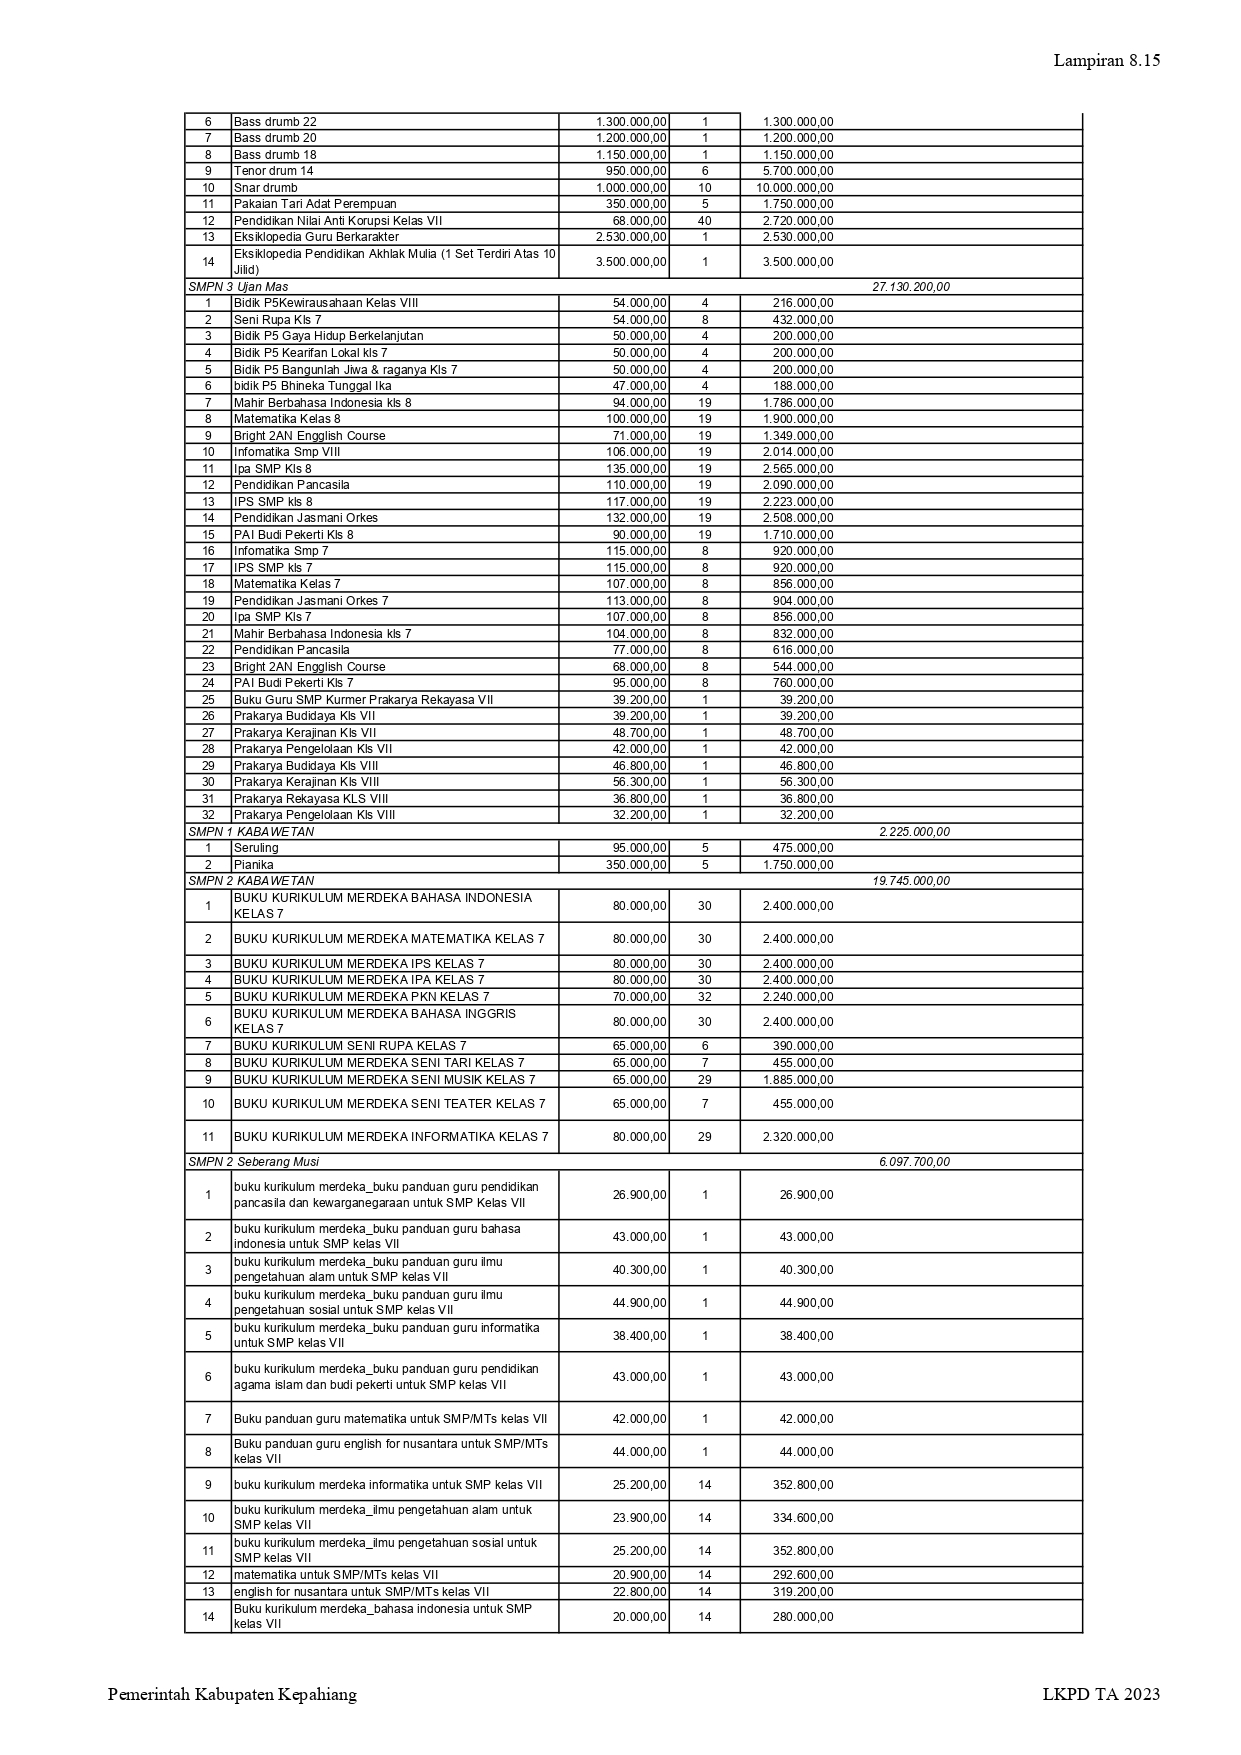 Lampiran 8.15
6 Bass drumb 22 1.300.000,00 1 1.300.000,00
7 Bass drumb 20 1.200.000,00 1 1.200.000,00
8 Bass drumb 18 1.150.000,00 1 1.150.000,00
9 Tenor drum 14 950.000,00 6 5.700.000,00
10 Snar drumb 1.000.000,00 10 10.000.000,00
11 Pakaian Tari Adat Perempuan 350.000,00 5 1.750.000,00
12 Pendidikan Nilai Anti Korupsi Kelas VII 68.000,00 40 2.720.000,00
13 Eksiklopedia Guru Berkarakter 2.530.000,00 1 2.530.000,00
14 Eksiklopedia Pendidikan Akhlak Mulia (1 Set Terdiri Atas 10
Jilid) 3.500.000,00 1 3.500.000,00
SMPN 3 Ujan Mas 27.130.200,00
1 Bidik P5Kewirausahaan Kelas VIII 54.000,00 4 216.000,00
2 Seni Rupa Kls 7 54.000,00 8 432.000,00
3 Bidik P5 Gaya Hidup Berkelanjutan 50.000,00 4 200.000,00
4 Bidik P5 Kearifan Lokal kls 7 50.000,00 4 200.000,00
5 Bidik P5 Bangunlah Jiwa & raganya Kls 7 50.000,00 4 200.000,00
6 bidik P5 Bhineka Tunggal Ika 47.000,00 4 188.000,00
7 Mahir Berbahasa Indonesia kls 8 94.000,00 19 1.786.000,00
8 Matematika Kelas 8 100.000,00 19 1.900.000,00
9 Bright 2AN Engglish Course 71.000,00 19 1.349.000,00
10 Infomatika Smp VIII 106.000,00 19 2.014.000,00
11 Ipa SMP Kls 8 135.000,00 19 2.565.000,00
12 Pendidikan Pancasila 110.000,00 19 2.090.000,00
13 IPS SMP kls 8 117.000,00 19 2.223.000,00
14 Pendidikan Jasmani Orkes 132.000,00 19 2.508.000,00
15 PAI Budi Pekerti Kls 8 90.000,00 19 1.710.000,00
16 Infomatika Smp 7 115.000,00 8 920.000,00
17 IPS SMP kls 7 115.000,00 8 920.000,00
18 Matematika Kelas 7 107.000,00 8 856.000,00
19 Pendidikan Jasmani Orkes 7 113.000,00 8 904.000,00
20 Ipa SMP Kls 7 107.000,00 8 856.000,00
21 Mahir Berbahasa Indonesia kls 7 104.000,00 8 832.000,00
22 Pendidikan Pancasila 77.000,00 8 616.000,00
23 Bright 2AN Engglish Course 68.000,00 8 544.000,00
24 PAI Budi Pekerti Kls 7 95.000,00 8 760.000,00
25 Buku Guru SMP Kurmer Prakarya Rekayasa VII 39.200,00 1 39.200,00
26 Prakarya Budidaya Kls VII 39.200,00 1 39.200,00
27 Prakarya Kerajinan Kls VII 48.700,00 1 48.700,00
28 Prakarya Pengelolaan Kls VII 42.000,00 1 42.000,00
29 Prakarya Budidaya Kls VIII 46.800,00 1 46.800,00
30 Prakarya Kerajinan Kls VIII 56.300,00 1 56.300,00
31 Prakarya Rekayasa KLS VIII 36.800,00 1 36.800,00
32 Prakarya Pengelolaan Kls VIII 32.200,00 1 32.200,00
SMPN 1 KABAWETAN 2.225.000,00
1 Seruling 95.000,00 5 475.000,00
2 Pianika 350.000,00 5 1.750.000,00
SMPN 2 KABAWETAN 19.745.000,00
1 BUKU KURIKULUM MERDEKA BAHASA INDONESIA
KELAS 7 80.000,00 30 2.400.000,00
2 BUKU KURIKULUM MERDEKA MATEMATIKA KELAS 7 80.000,00 30 2.400.000,00
3 BUKU KURIKULUM MERDEKA IPS KELAS 7 80.000,00 30 2.400.000,00
4 BUKU KURIKULUM MERDEKA IPA KELAS 7 80.000,00 30 2.400.000,00
5 BUKU KURIKULUM MERDEKA PKN KELAS 7 70.000,00 32 2.240.000,00
6 BUKU KURIKULUM MERDEKA BAHASA INGGRIS
KELAS 7 80.000,00 30 2.400.000,00
7 BUKU KURIKULUM SENI RUPA KELAS 7 65.000,00 6 390.000,00
8 BUKU KURIKULUM MERDEKA SENI TARI KELAS 7 65.000,00 7 455.000,00
9 BUKU KURIKULUM MERDEKA SENI MUSIK KELAS 7 65.000,00 29 1.885.000,00
10 BUKU KURIKULUM MERDEKA SENI TEATER KELAS 7 65.000,00 7 455.000,00
11 BUKU KURIKULUM MERDEKA INFORMATIKA KELAS 7 80.000,00 29 2.320.000,00
SMPN 2 Seberang Musi 6.097.700,00
1 buku kurikulum merdeka_buku panduan guru pendidikan
pancasila dan kewarganegaraan untuk SMP Kelas VII 26.900,00 1 26.900,00
2 buku kurikulum merdeka_buku panduan guru bahasa
indonesia untuk SMP kelas VII 43.000,00 1 43.000,00
3 buku kurikulum merdeka_buku panduan guru ilmu
pengetahuan alam untuk SMP kelas VII 40.300,00 1 40.300,00
4 buku kurikulum merdeka_buku panduan guru ilmu
pengetahuan sosial untuk SMP kelas VII 44.900,00 1 44.900,00
5 buku kurikulum merdeka_buku panduan guru informatika
untuk SMP kelas VII 38.400,00 1 38.400,00
6 buku kurikulum merdeka_buku panduan guru pendidikan
agama islam dan budi pekerti untuk SMP kelas VII 43.000,00 1 43.000,00
7 Buku panduan guru matematika untuk SMP/MTs kelas VII 42.000,00 1 42.000,00
8 Buku panduan guru english for nusantara untuk SMP/MTs
kelas VII 44.000,00 1 44.000,00
9 buku kurikulum merdeka informatika untuk SMP kelas VII 25.200,00 14 352.800,00
10 buku kurikulum merdeka_ilmu pengetahuan alam untuk
SMP kelas VII 23.900,00 14 334.600,00
11 buku kurikulum merdeka_ilmu pengetahuan sosial untuk
SMP kelas VII 25.200,00 14 352.800,00
12 matematika untuk SMP/MTs kelas VII 20.900,00 14 292.600,00
13 english for nusantara untuk SMP/MTs kelas VII 22.800,00 14 319.200,00
14 Buku kurikulum merdeka_bahasa indonesia untuk SMP
kelas VII 20.000,00 14 280.000,00
Pemerintah Kabupaten Kepahiang LKPD TA 2023